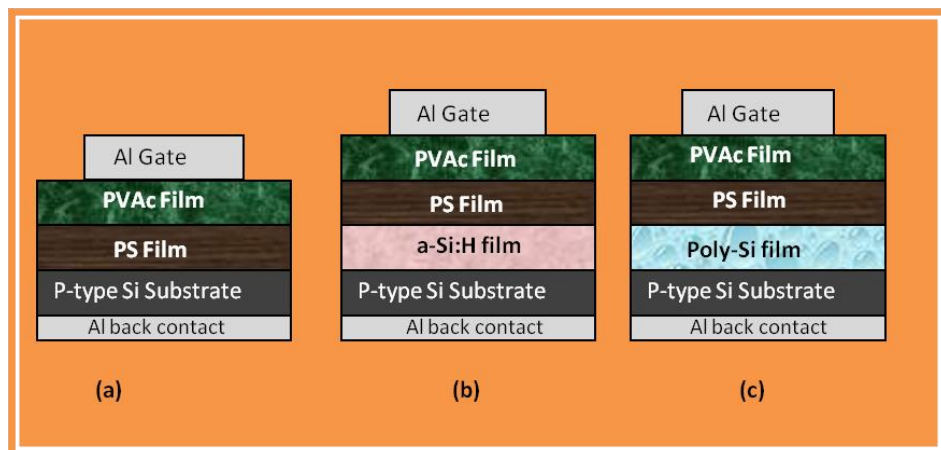 Al Gate
PVAc Film
PS Film
P-type Si Substrate
Al back contact
(a)
Al Gate
PVAc Film
PS Film
a-Si:H film
P-type Si Substrate
Al back contact
(b)
Al Gate
PVAc Film
PS Film
Poly-Si film
P-type Si Substrate
Al back contact
(c)